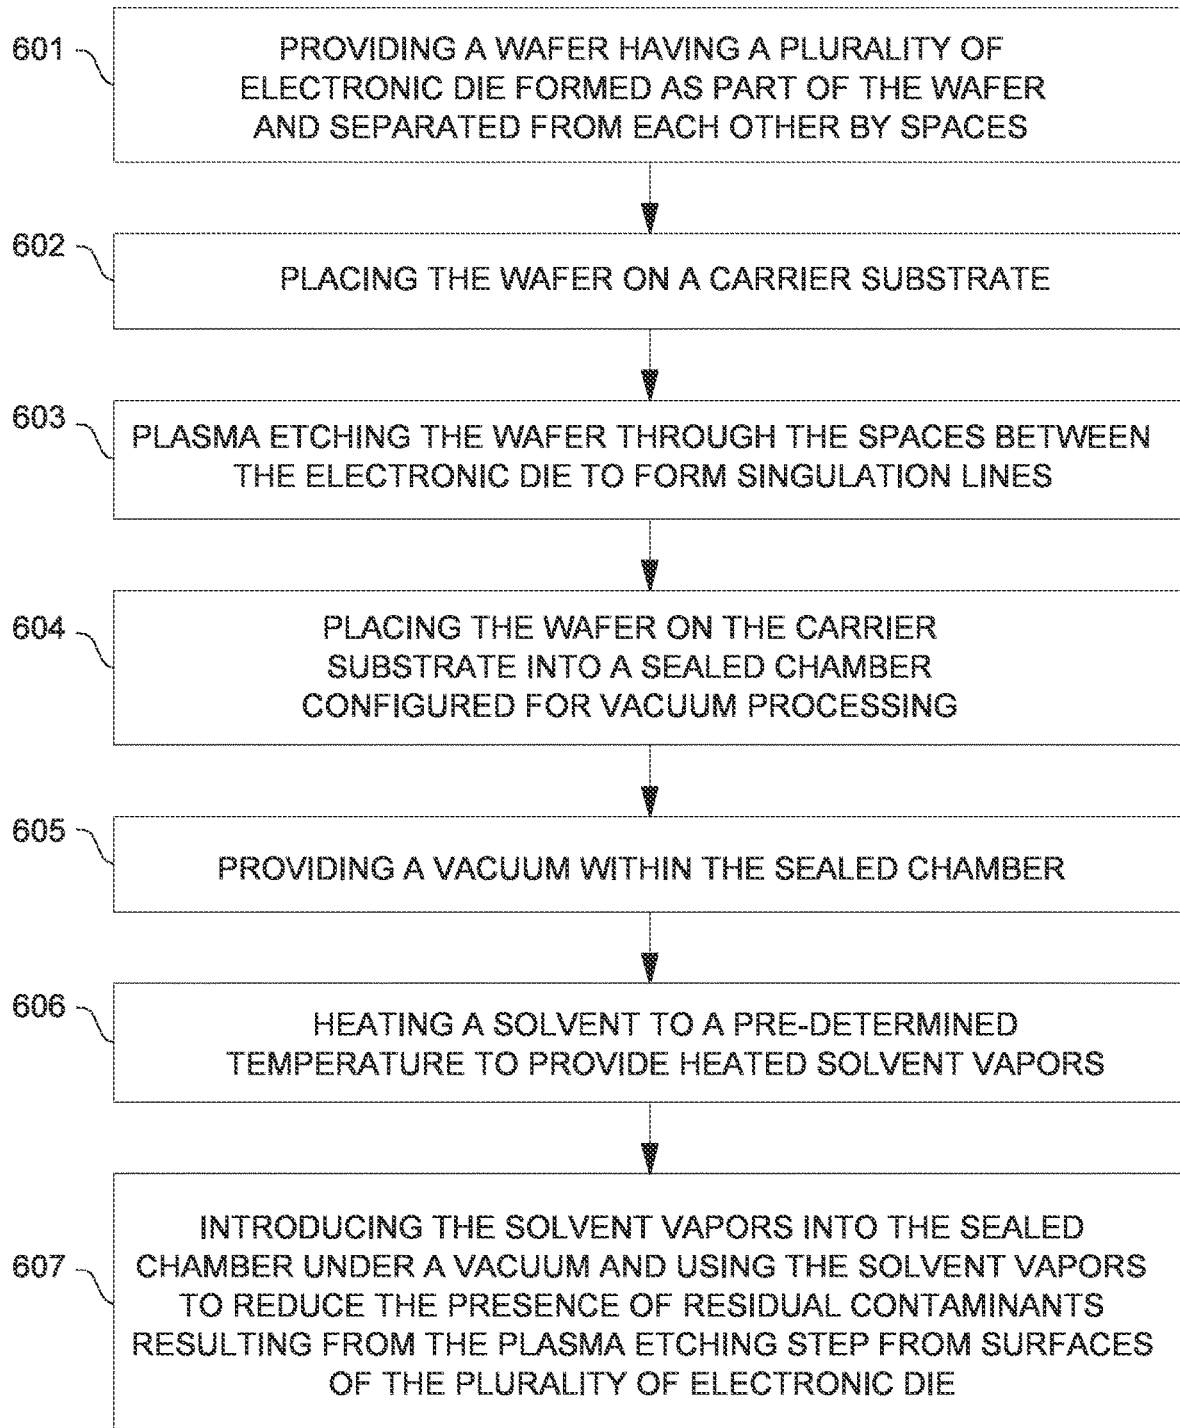 601
PROVIDING A WAFER HAVING A PLURALITY OF
ELECTRONIC DIE FORMED AS PART OF THE WAFER
AND SEPARATED FROM EACH OTHER BY SPACES
602
PLACING THE WAFER ON A CARRIER SUBSTRATE
603
PLASMA ETCHING THE WAFER THROUGH THE SPACES BETWEEN
THE ELECTRONIC DIE TO FORM SINGULATION LINES
604
PLACING THE WAFER ON THE CARRIER
SUBSTRATE INTO A SEALED CHAMBER
CONFIGURED FOR VACUUM PROCESSING
605
PROVIDING A VACUUM WITHIN THE SEALED CHAMBER
606
HEATING A SOLVENT TO A PRE-DETERMINED
TEMPERATURE TO PROVIDE HEATED SOLVENT VAPORS
607
INTRODUCING THE SOLVENT VAPORS INTO THE SEALED
CHAMBER UNDER A VACUUM AND USING THE SOLVENT VAPORS
TO REDUCE THE PRESENCE OF RESIDUAL CONTAMINANTS
RESULTING FROM THE PLASMA ETCHING STEP FROM SURFACES
OF THE PLURALITY OF ELECTRONIC DIE